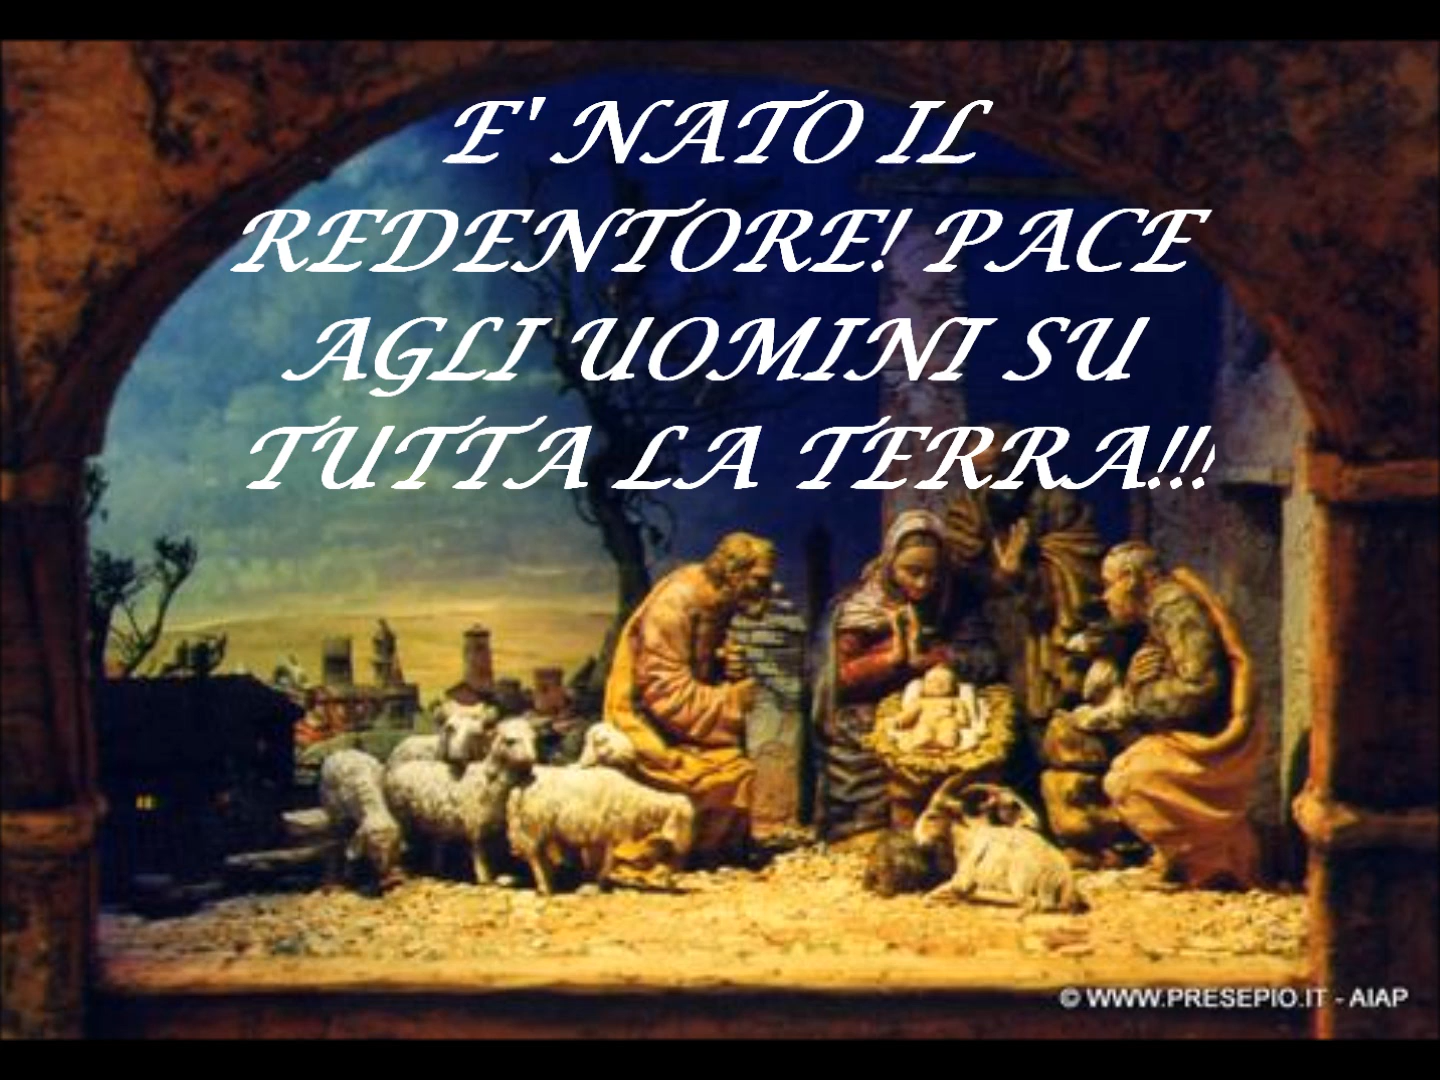 E' NATO IL
REDENTORE! PACE
AGLI UOMINI SU
TUTTA LA TERRA!!!
© WWW.PRESEPIO.IT - AIAP